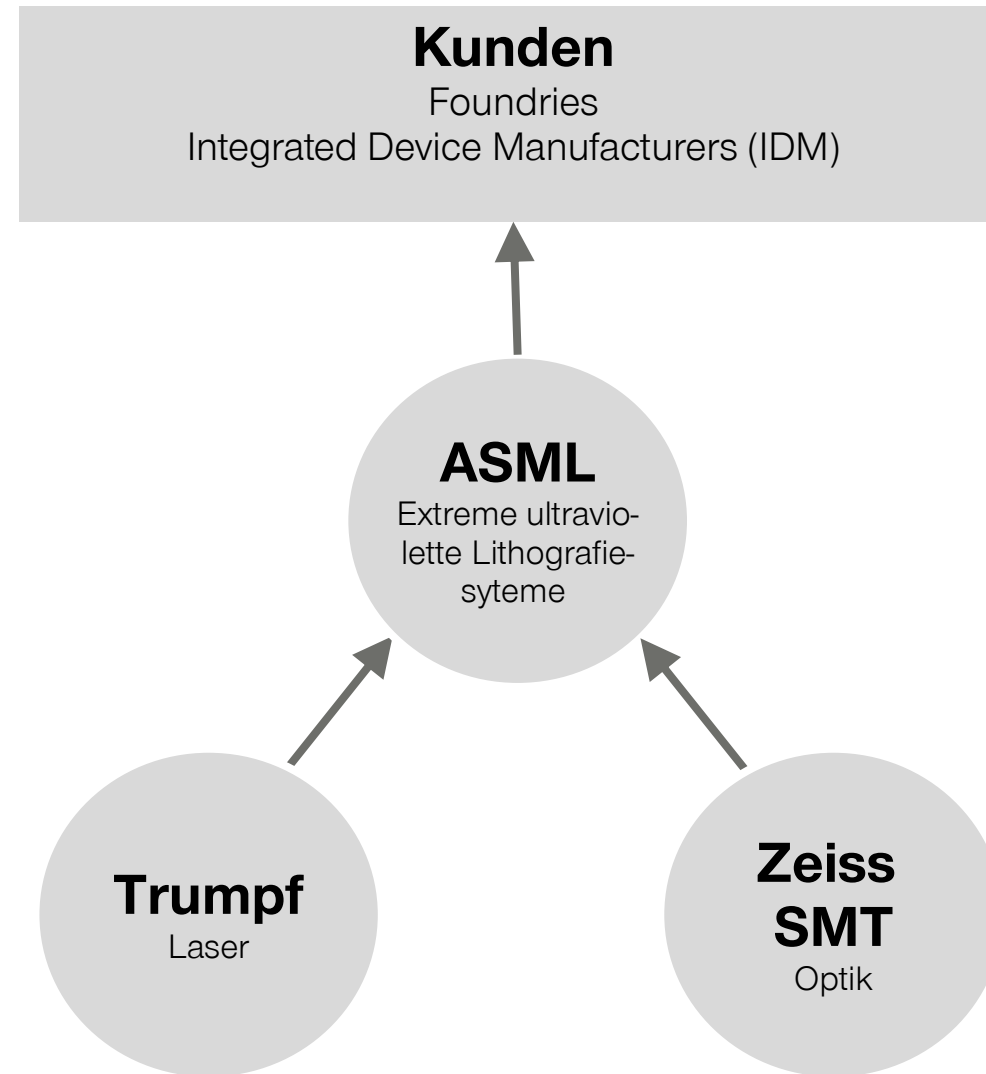 Kunden
Foundries
Integrated Device Manufacturers (IDM)
ASML
Extreme ultravio-
lette Lithografie-
syteme
Trumpf
Laser
Zeiss
SMT
Optik